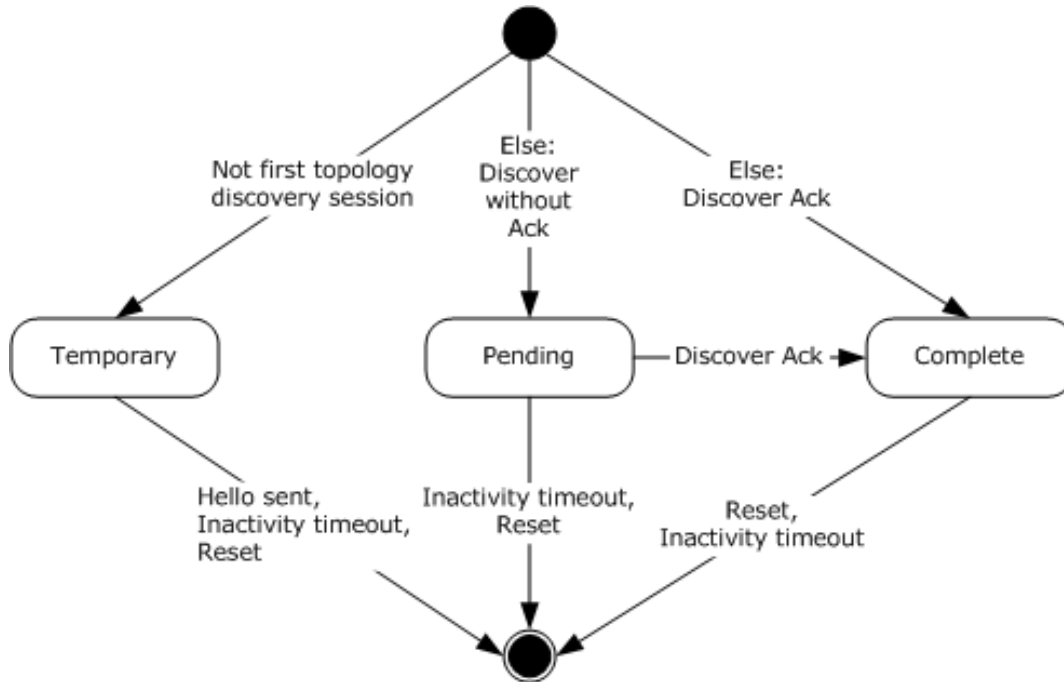 Not first topology
discovery session
Else:
Discover
without
Ack
Else:
Discover Ack
Temporary
Pending
Discover Ack
Complete
Hello sent,
Inactivity timeout,
Reset
Inactivity timeout,
Reset
Reset,
Inactivity timeout